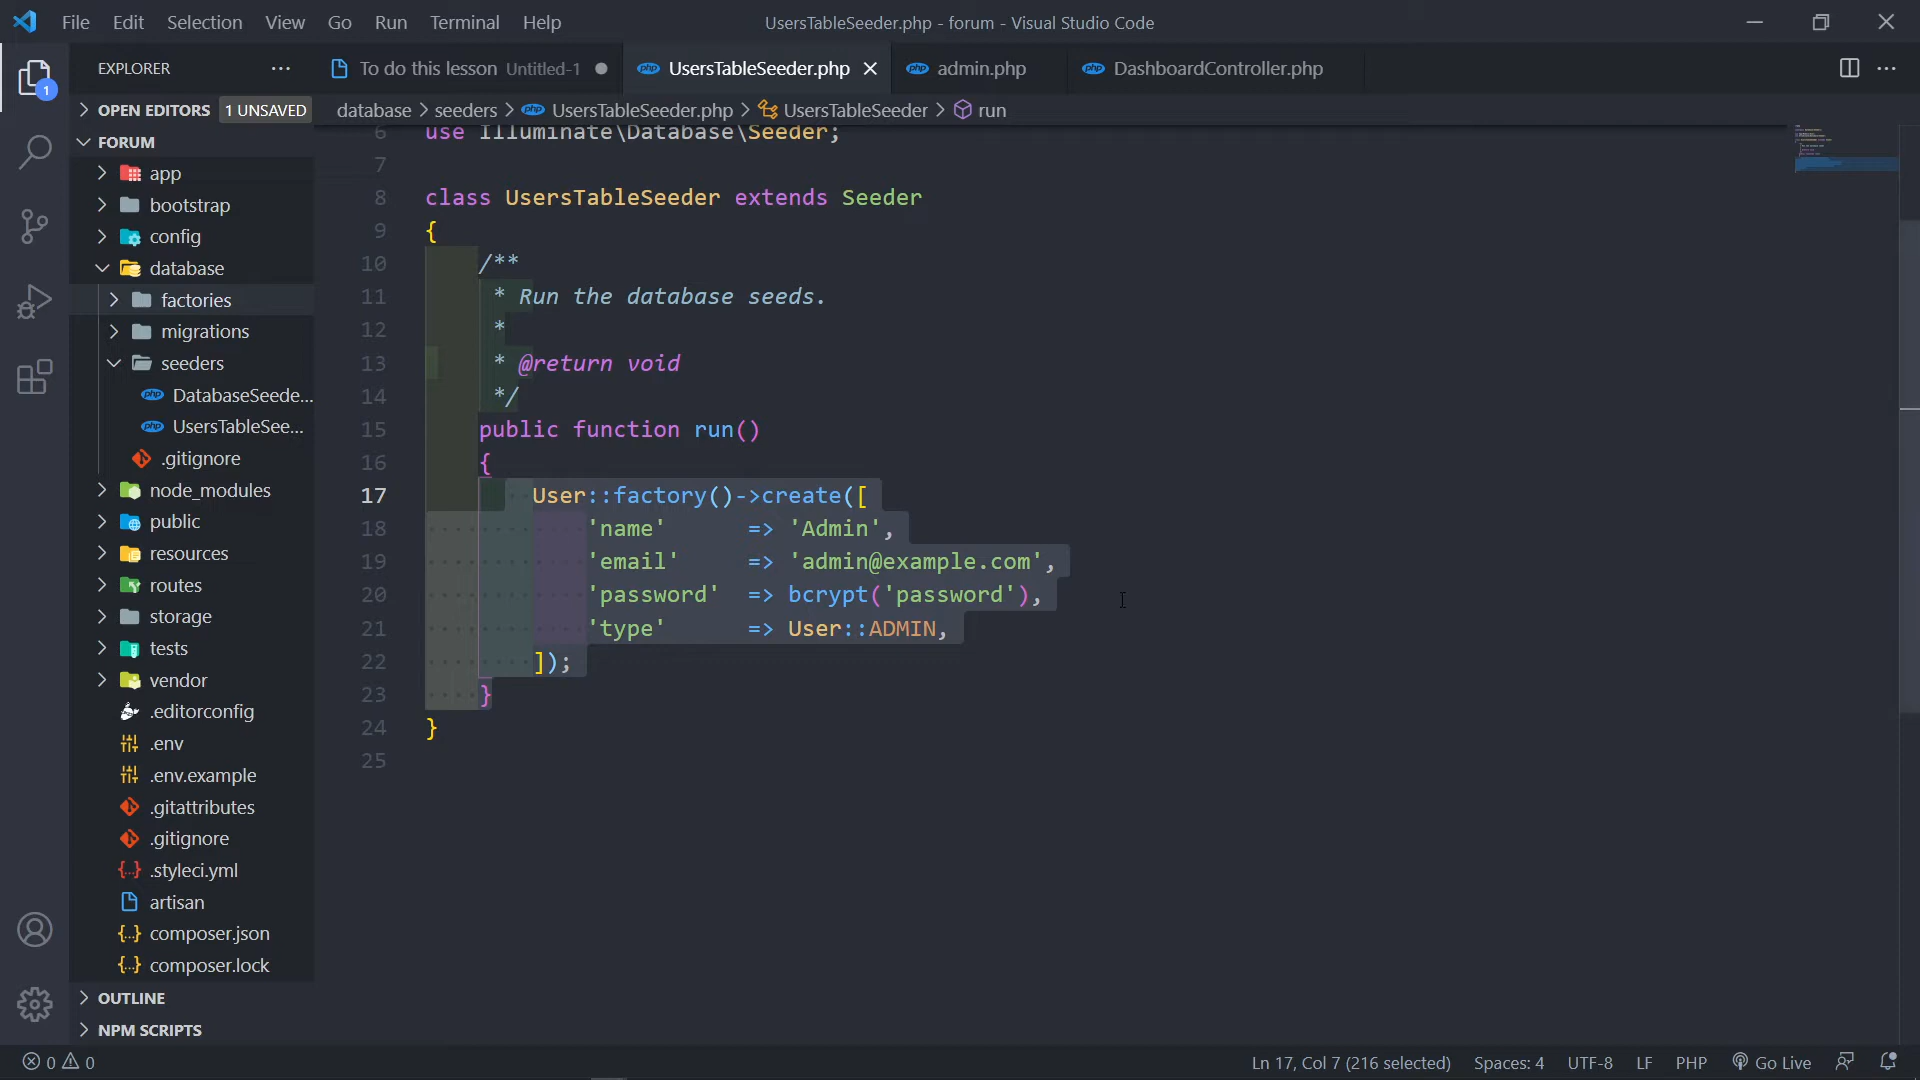 File Edit Selection View Go Run Terminal Help UsersTableSeeder.php - forum - Visual Studio Code
EXPLORER ··· To do this lesson Untitled-1 UsersTableSeeder.php admin.php DashboardController.php ···
OPEN EDITORS 1 UNSAVED
database > seeders > UsersTableSeeder.php > UsersTableSeeder > run
FORUM
app
bootstrap
config
database
factories
migrations
seeders
DatabaseSeede...
UsersTableSee...
.gitignore
node_modules
public
resources
routes
storage
tests
vendor
.editorconfig
.env
.env.example
.gitattributes
.gitignore
.styleci.yml
artisan
composer.json
composer.lock
OUTLINE
NPM SCRIPTS
1
6 use Illuminate\Database\Seeder;
7
8 class UsersTableSeeder extends Seeder
9 {
10 /**
11 * Run the database seeds.
12 *
13 * @return void
14 */
15 public function run()
16 {
17 User::factory()->create([
18 'name' => 'Admin',
19 'email' => 'admin@example.com',
20 'password' => bcrypt('password'),
21 'type' => User::ADMIN,
22 ]);
23 }
24 }
25
0 0 Ln 17, Col 7 (216 selected) Spaces: 4 UTF-8 LF PHP Go Live